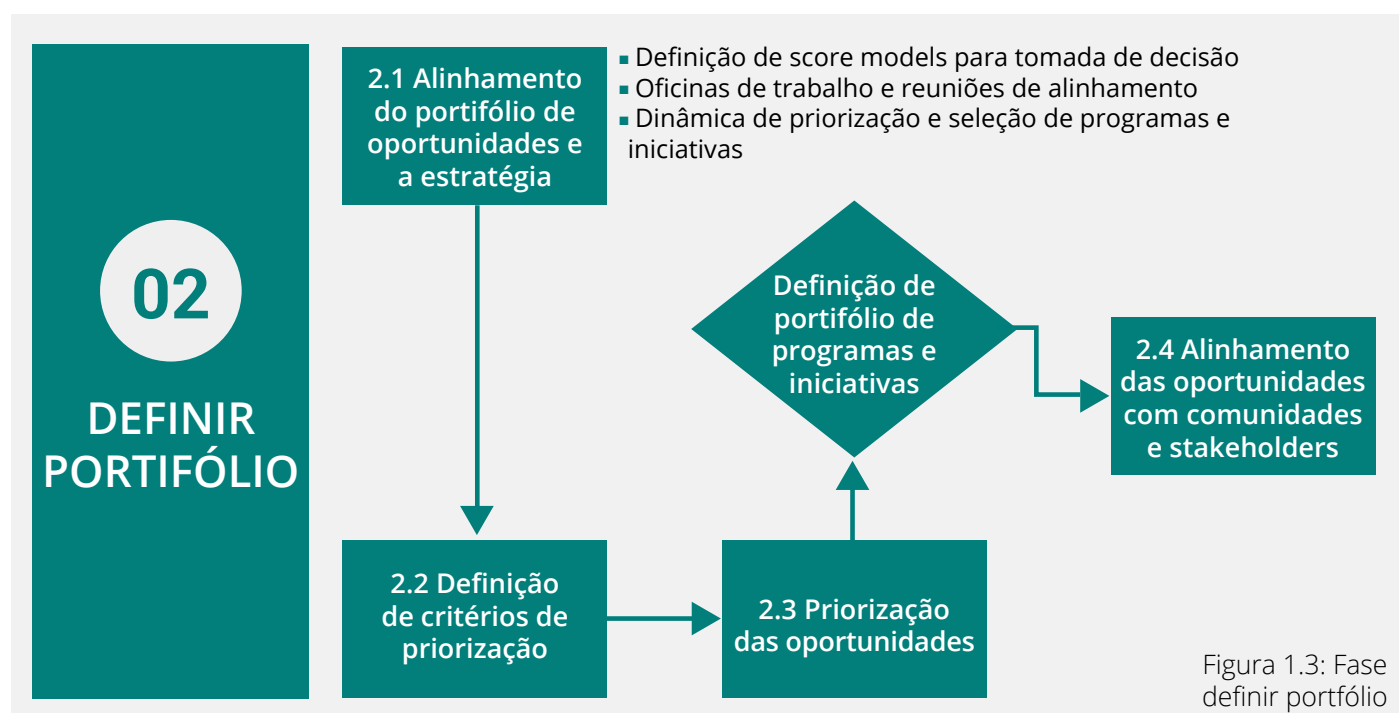 02
DEFINIR
PORTIFÓLIO
2.1 Alinhamento
do portifólio de
oportunidades e
a estratégia
▪ Definição de score models para tomada de decisão
▪ Oficinas de trabalho e reuniões de alinhamento
▪ Dinâmica de priorização e seleção de programas e
iniciativas
2.2 Definição
de critérios de
priorização
2.3 Priorização
das oportunidades
Definição de
portifólio de
programas e
iniciativas
2.4 Alinhamento
das oportunidades
com comunidades
e stakeholders
Figura 1.3: Fase
definir portfólio